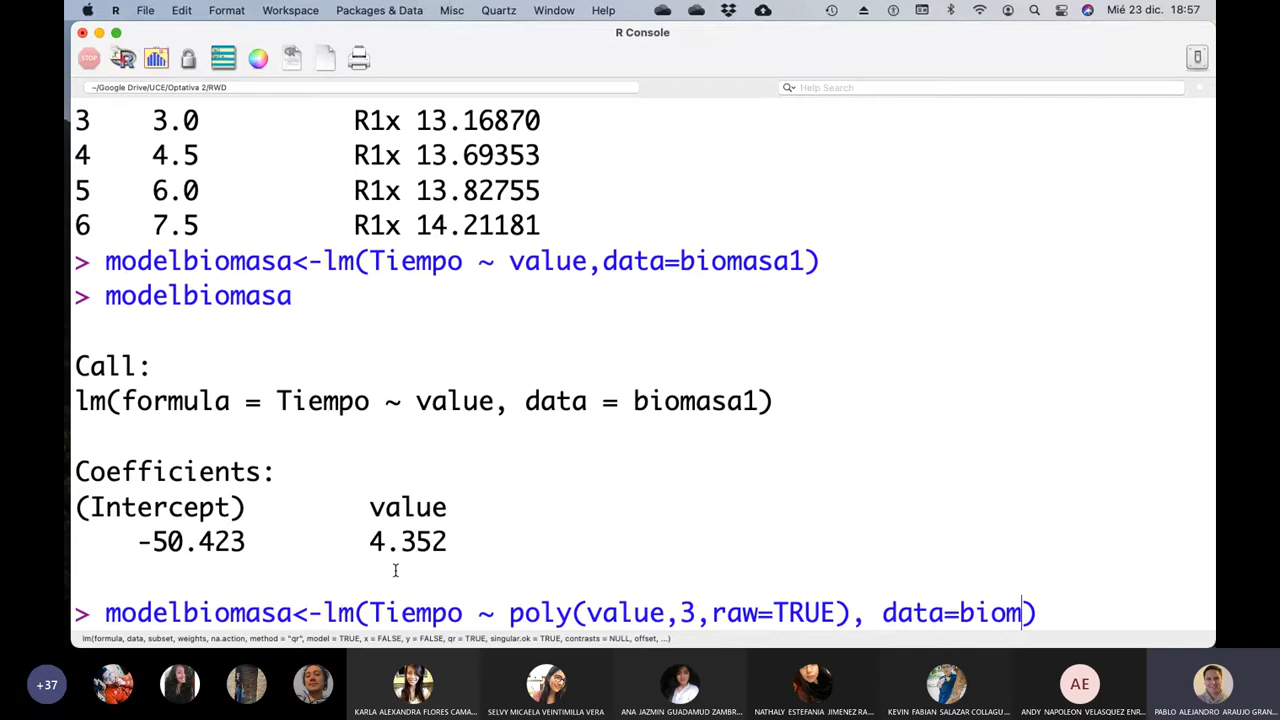 R File Edit Format Workspace Packages & Data Misc Quartz Window Help Mié 23 dic. 18:57
R Console
STOP
~/Google Drive/UCE/Optativa 2/RWD
Help Search
3 3.0 R1x 13.16870
4 4.5 R1x 13.69353
5 6.0 R1x 13.82755
6 7.5 R1x 14.21181
> modelbiomasa<-lm(Tiempo ~ value,data=biomasa1)
> modelbiomasa
Call:
lm(formula = Tiempo ~ value, data = biomasa1)
Coefficients:
(Intercept) value
-50.423 4.352
> modelbiomasa<-lm(Tiempo ~ poly(value,3,raw=TRUE), data=biom)
lm(formula, data, subset, weights, na.action, method = "qr", model = TRUE, x = FALSE, y = FALSE, qr = TRUE, singular.ok = TRUE, contrasts = NULL, offset, ...)
+37
AE
KARLA ALEXANDRA FLORES CAMA...
SELVY MICAELA VEINTIMILLA VERA
ANA JAZMIN GUADAMUD ZAMBR...
NATHALY ESTEFANIA JIMENEZ RA...
KEVIN FABIAN SALAZAR COLLAGU...
ANDY NAPOLEON VELASQUEZ ENR...
PABLO ALEJANDRO ARAUJO GRAN...